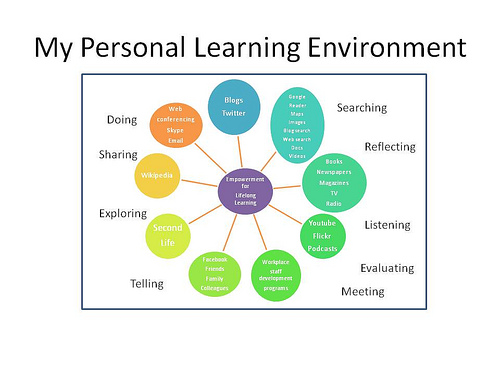 My Personal Learning Environment
Doing
Sharing
Exploring
Telling
Searching
Reflecting
Listening
Evaluating
Meeting
Empowerment
for
Lifelong
Learning
Blogs
Twitter
Google
Reader
Maps
Images
Blogsearch
Web search
Docs
Videos
Books
Newspapers
Magazines
TV
Radio
Youtube
Flickr
Podcasts
Workplace
staff
development
programs
Facebook
Friends
Family
Colleagues
Second
Life
Wikipedia
Web
conferencing
Skype
Email